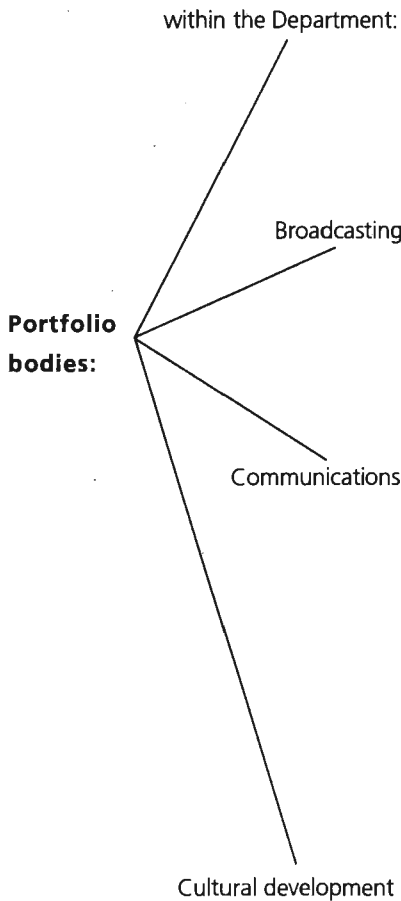 within the Department:
Broadcasting
Portfolio
bodies:
Communications
Cultural development